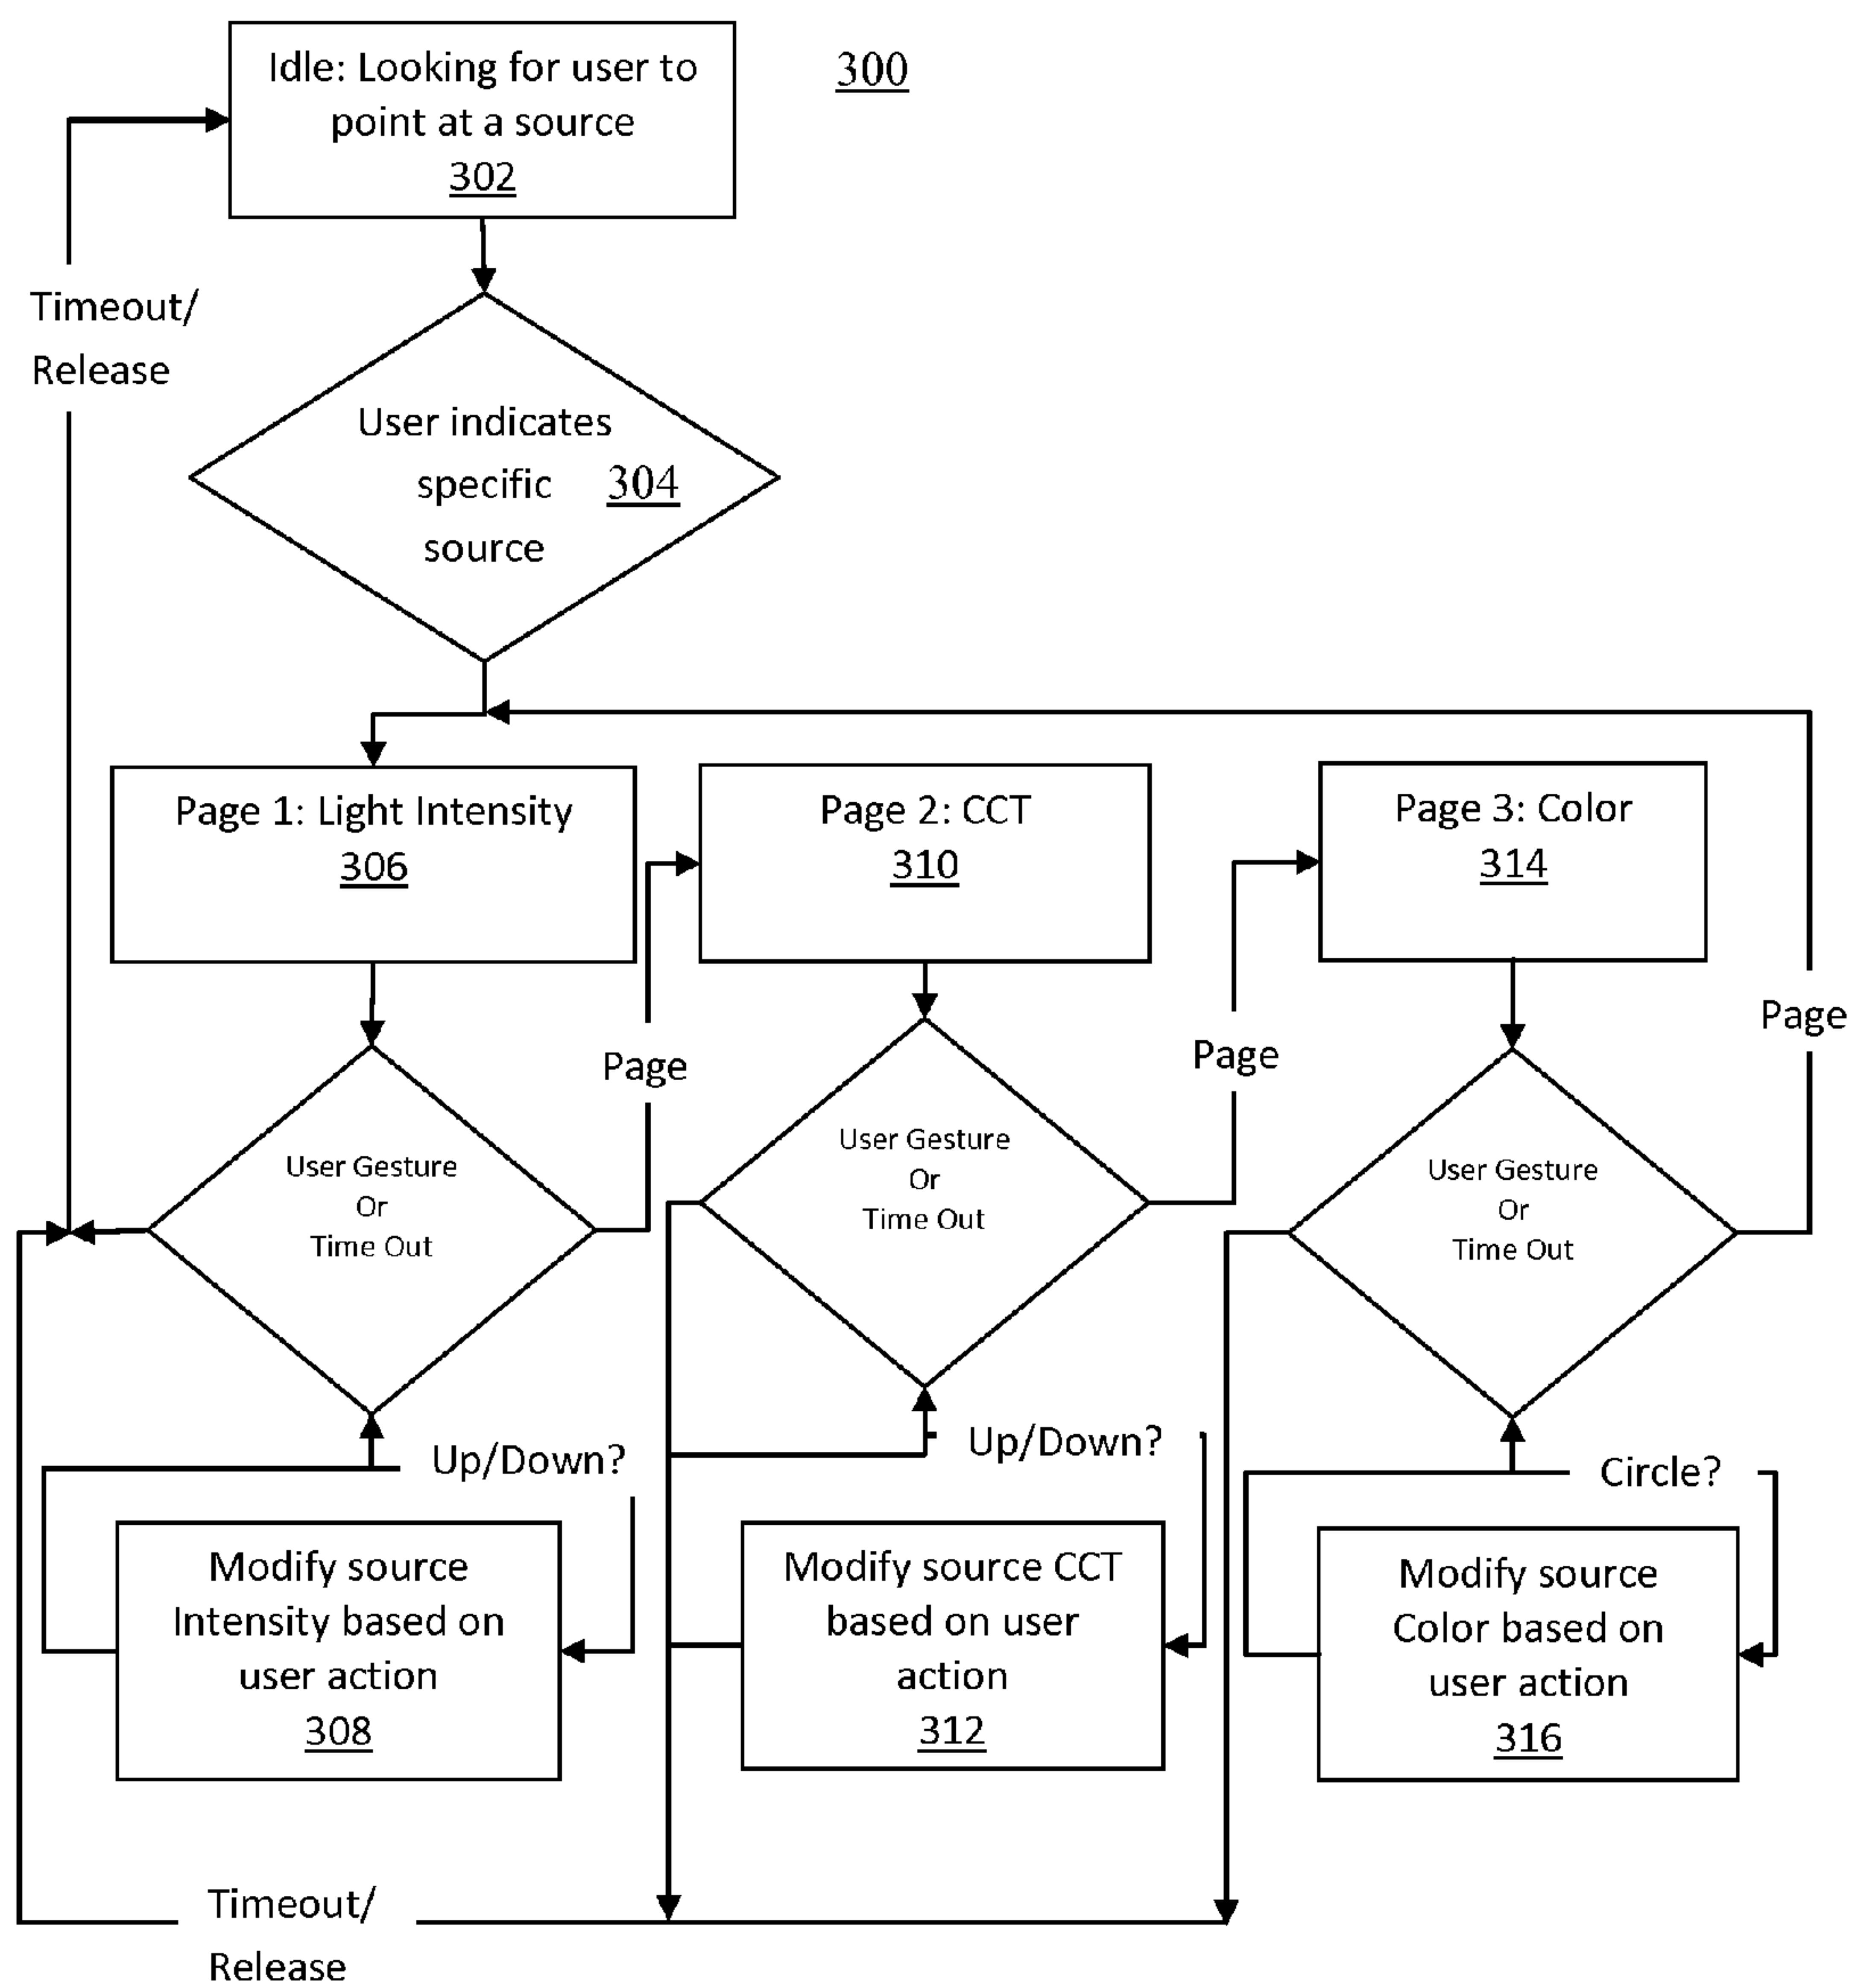 Idle: Looking for user to
point at a source
302
300
Timeout/
Release
User indicates
specific 304
source
Page 1: Light Intensity
306
Page 2: CCT
310
Page 3: Color
314
Page
Page
Page
User Gesture
Or
Time Out
User Gesture
Or
Time Out
User Gesture
Or
Time Out
Up/Down?
Up/Down?
Circle?
Modify source
Intensity based on
user action
308
Modify source CCT
based on user
action
312
Modify source
Color based on
user action
316
Timeout/
Release